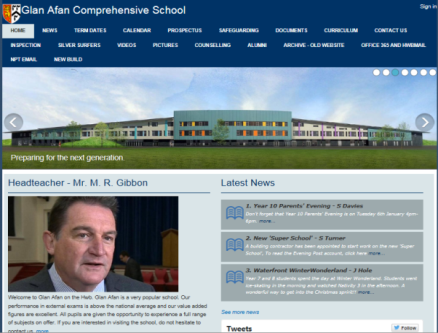 Glan Afan Comprehensive School
Sign in
HOME NEWS TERM DATES CALENDAR PROSPECTUS SAFEGUARDING DOCUMENTS CURRICULUM CONTACT US
INSPECTION SILVER SURFERS VIDEOS PICTURES COUNSELLING ALUMNI ARCHIVE - OLD WEBSITE OFFICE 365 AND HWBMAIL
NPT EMAIL NEW BUILD
Preparing for the next generation
Headteacher - Mr. M. R. Gibbon
Welcome to Glan Afan on the Web. Glan Afan is a very popular school. Our
performance in external exams is above the national average and our value added
figures are excellent. All pupils are given the opportunity to experience a full range
of subjects on offer. If you are interested in visiting the school, do not hesitate to
contact us. more...
Latest News
1. Year 10 Parents' Evening - S Davies
Don't forget that Year 10 Parents' Evening is on Tuesday 6th January 4pm-
6pm. more...
2. New 'Super School' - S Turner
A building contractor has been appointed to start work on the new 'Super
School'. To read the Evening Post account, click here more...
3. Waterfront WinterWonderland - J Hole
Year 7 and 8 students spent the day at Winter Wonderland. Students went
ice-skating in the morning and watched Nativity 3 in the afternoon. A
wonderful way to get into the Christmas spirit!! more...
See more news
Tweets
Follow